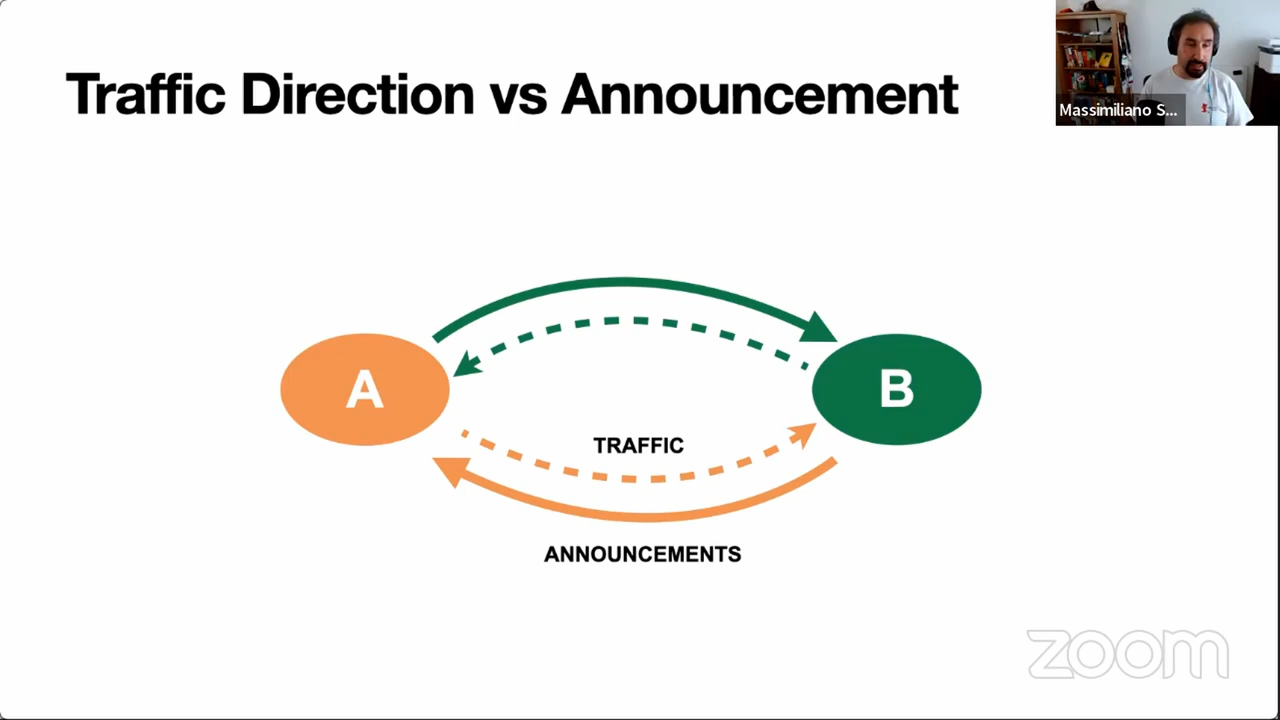 Traffic Direction vs Announcement
Massimiliano S...
A
B
TRAFFIC
ANNOUNCEMENTS
zoom